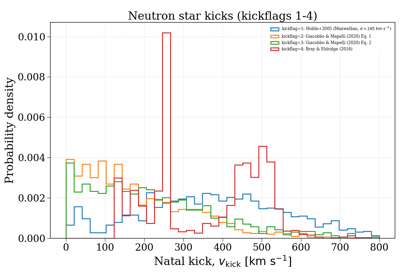 Neutron star kicks (kickflags 1-4)
kickflag=1: Hobbs+2005 (Maxwellian, σ=265 km s⁻¹)
kickflag=2: Giacobbo & Mapelli (2020) Eq. 1
kickflag=3: Giacobbo & Mapelli (2020) Eq. 2
kickflag=4: Bray & Eldridge (2016)
0.010
0.008
0.006
0.004
0.002
0.000
Probability density
0 100 200 300 400 500 600 700 800
Natal kick, v_kick [km s⁻¹]